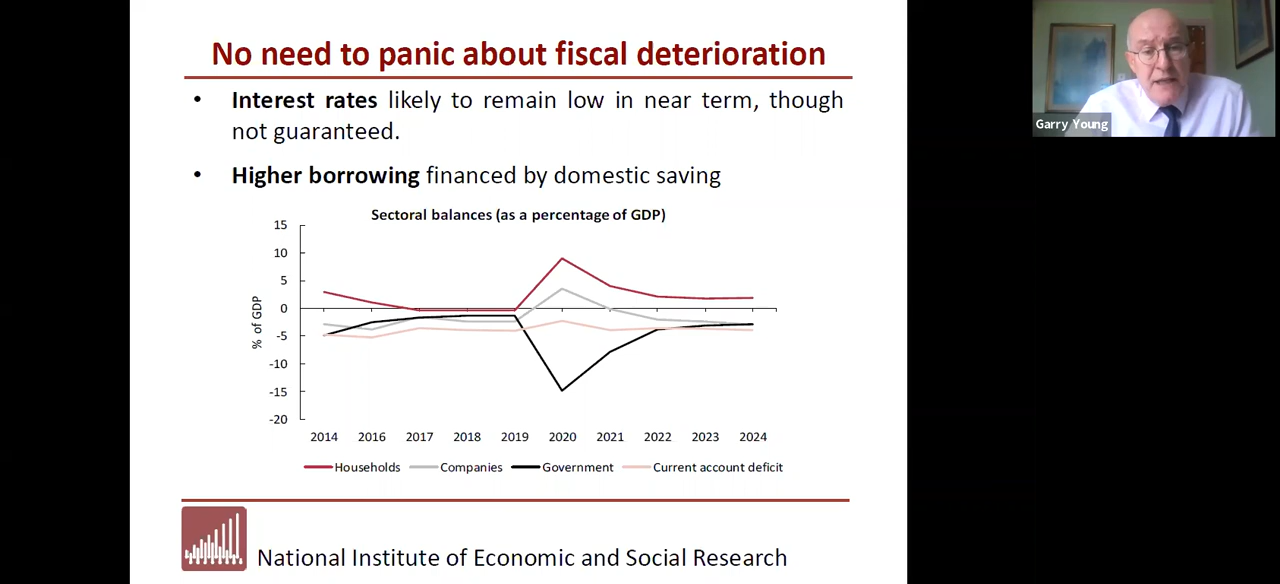 No need to panic about fiscal deterioration
• Interest rates likely to remain low in near term, though
not guaranteed.
• Higher borrowing financed by domestic saving
Sectoral balances (as a percentage of GDP)
15
10
5
0
-5
-10
-15
-20
% of GDP
2014 2016 2017 2018 2019 2020 2021 2022 2023 2024
Households Companies Government Current account deficit
National Institute of Economic and Social Research
Garry Young